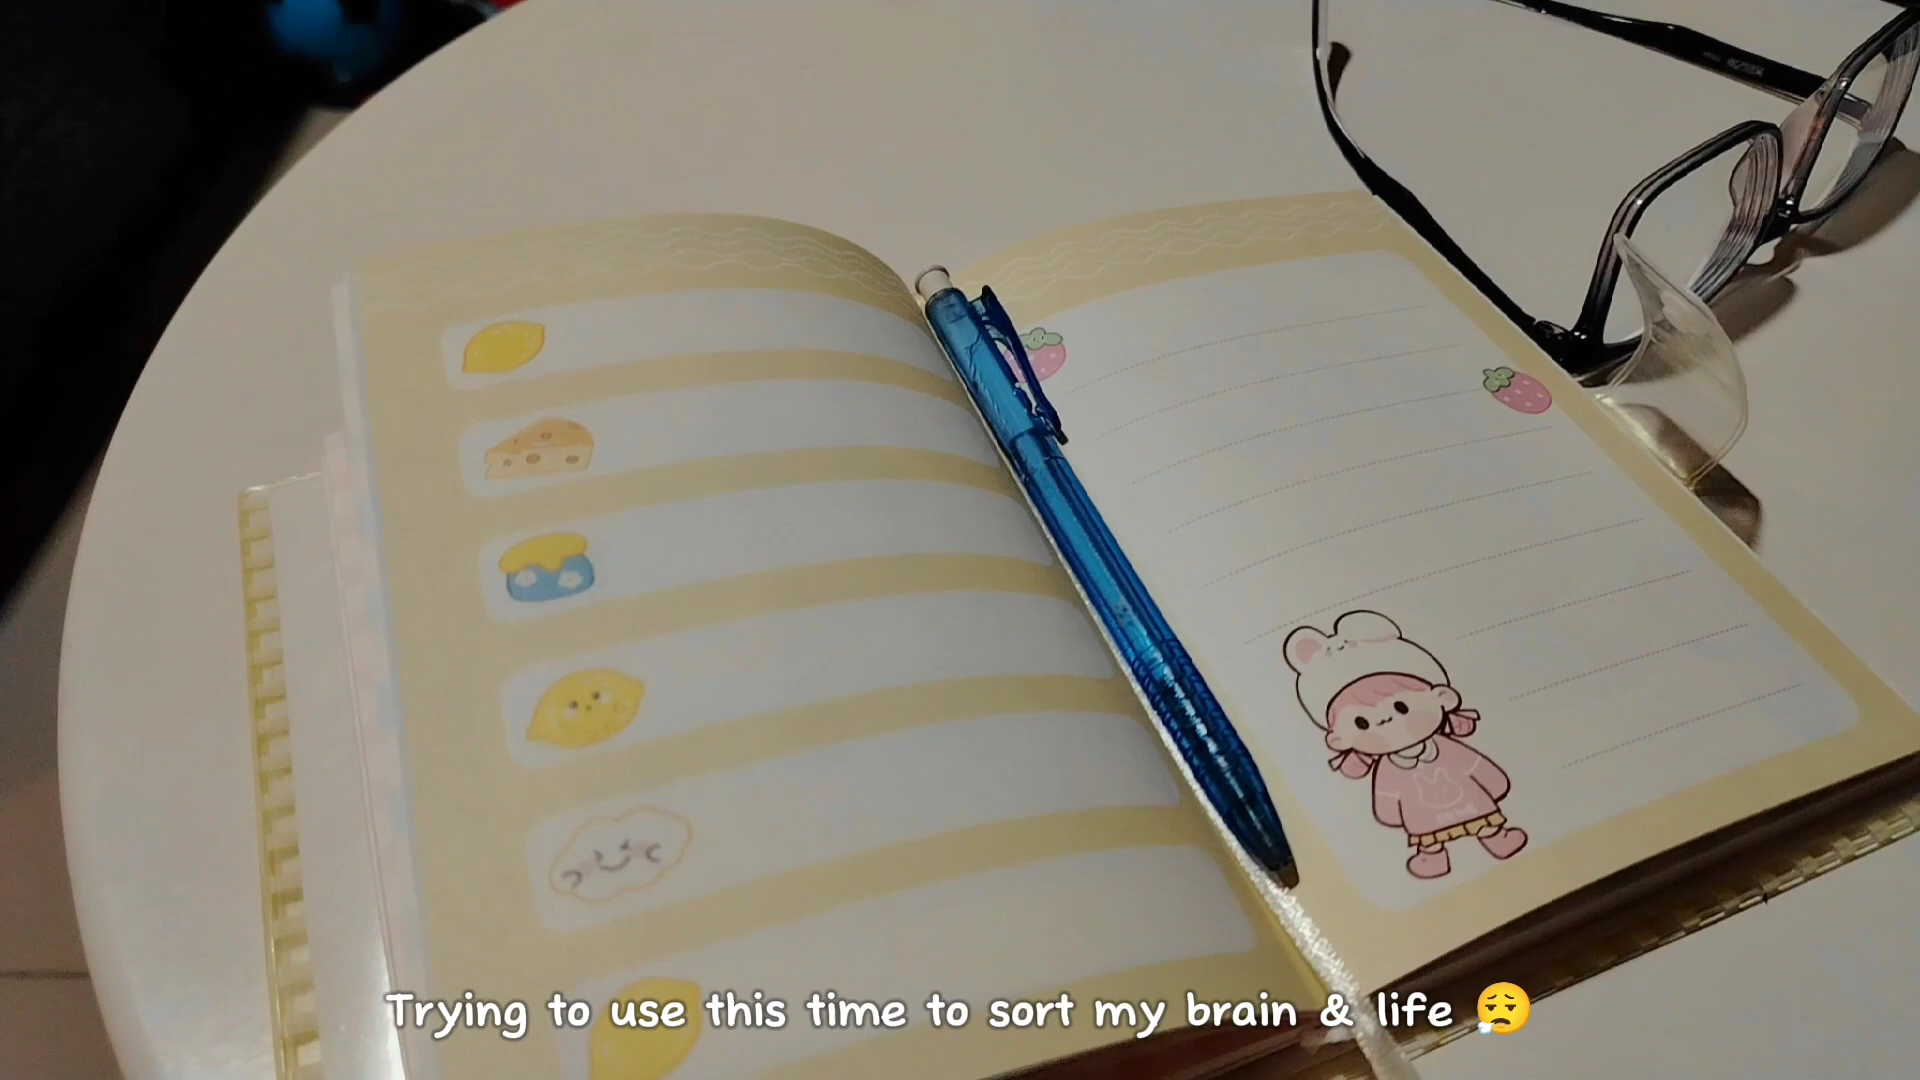 Trying to use this time to sort my brain & life 😮‍💨